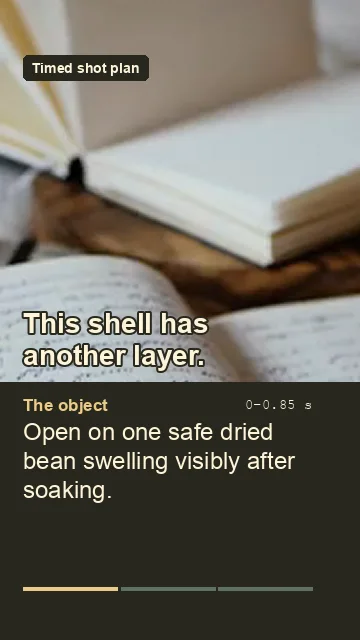 Timed shot plan
This shell has
another layer.
The object
0–0.85 s
Open on one safe dried
bean swelling visibly after
soaking.